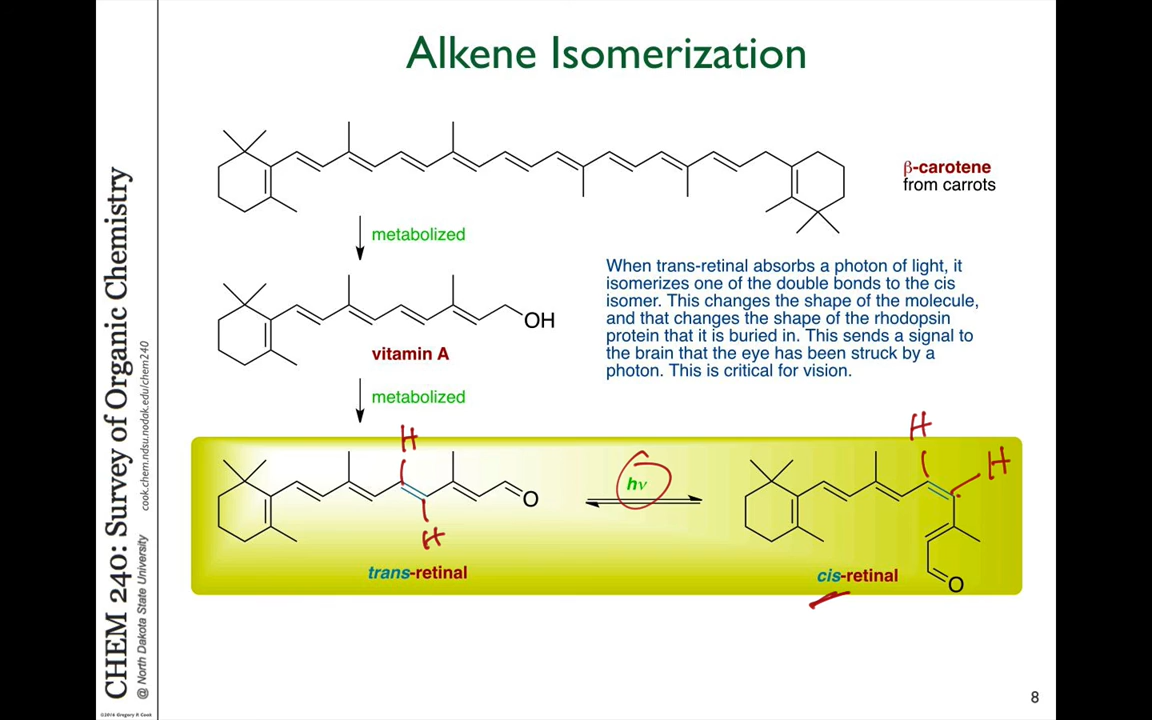 Alkene Isomerization
β-carotene
from carrots
metabolized
When trans-retinal absorbs a photon of light, it
isomerizes one of the double bonds to the cis
isomer. This changes the shape of the molecule,
and that changes the shape of the rhodopsin
protein that it is buried in. This sends a signal to
the brain that the eye has been struck by a
photon. This is critical for vision.
OH
vitamin A
metabolized
H
H
O
trans-retinal
hν
H
H
O
cis-retinal
CHEM 240: Survey of Organic Chemistry
@ North Dakota State University
cook.chem.ndsu.nodak.edu/chem240
©2016 Gregory R Cook
8